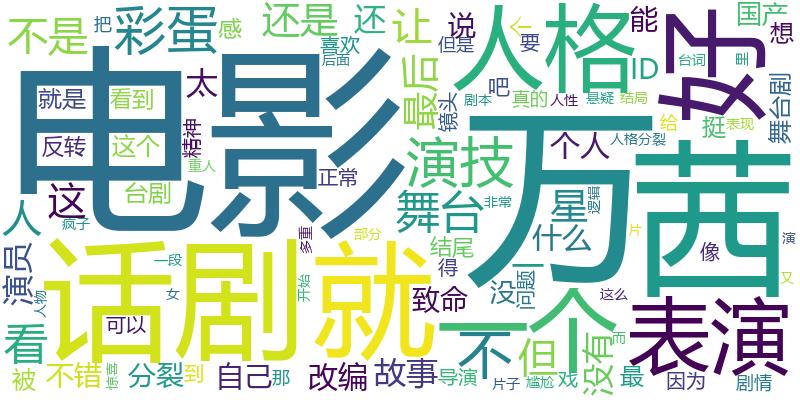 不是
把
彩蛋
感
还是
还
让
说
能
国产
想
喜欢
但是
后面
一
要
人格
ID
台词
里
好
电影
太
最后
镜头
吧
就是
看到
反转
这个
精神
重人
剧本
真的
人性
悬疑
结局
给
挺
表现
人格分裂
舞台剧
万茜
演技
个人
正常
台剧
这
人
疯子
舞台
非常
星
逻辑
什么
片
像
演
话剧
就
多重
部分
结尾
得
没
问题
一个
这么
又
演员
人物
一段
女
开始
致命
可以
看
不
但
没有
而
表演
被
不错
惊喜
分裂
到
自己
那
改编
故事
导演
片子
尴尬
戏
最
因为
剧情